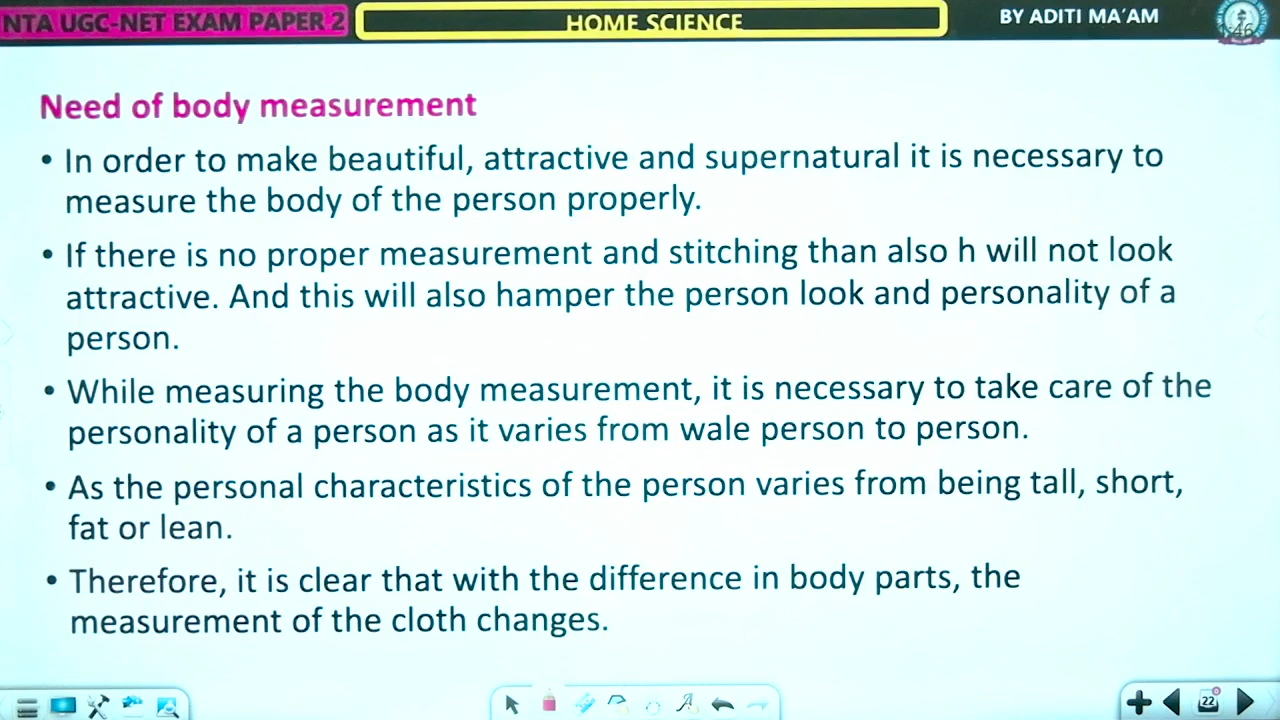 NTA UGC-NET EXAM PAPER 2
HOME SCIENCE
BY ADITI MA'AM
46
Need of body measurement
• In order to make beautiful, attractive and supernatural it is necessary to
measure the body of the person properly.
• If there is no proper measurement and stitching than also h will not look
attractive. And this will also hamper the person look and personality of a
person.
• While measuring the body measurement, it is necessary to take care of the
personality of a person as it varies from wale person to person.
• As the personal characteristics of the person varies from being tall, short,
fat or lean.
• Therefore, it is clear that with the difference in body parts, the
measurement of the cloth changes.
22